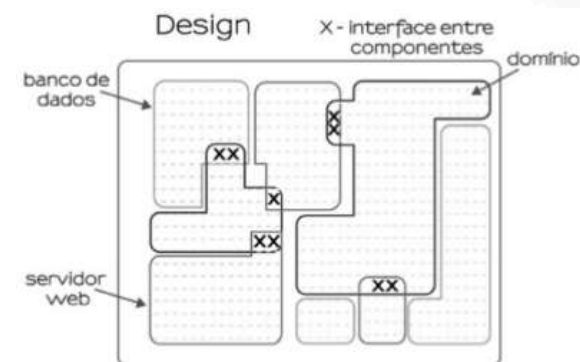 Design
X - interface entre
componentes
domínio
banco de
dados
XX
X
X
X
XX
servidor
web
XX